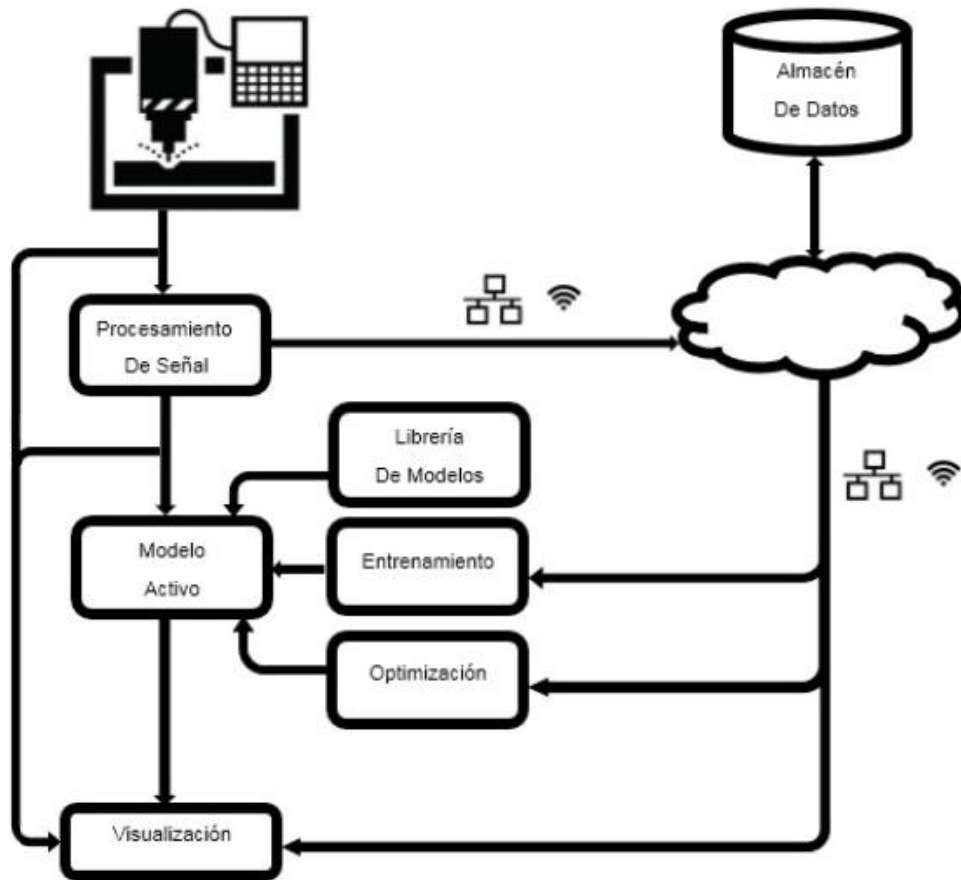 Almacén
De Datos
Procesamiento
De Señal
Librería
De Modelos
Modelo
Activo
Entrenamiento
Optimización
Visualización